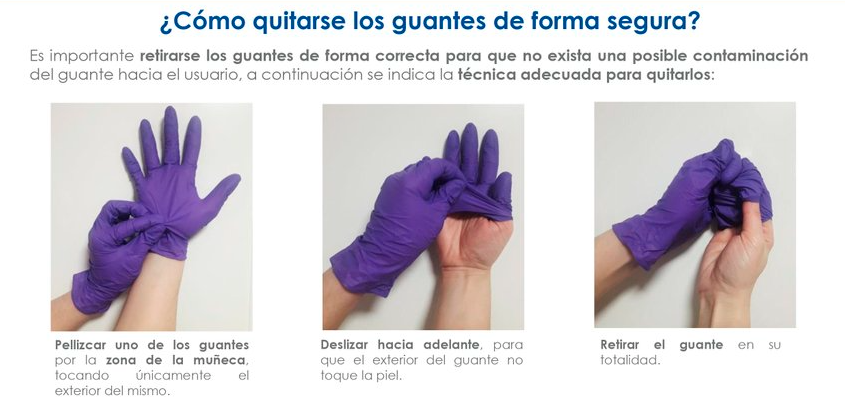 ¿Cómo quitarse los guantes de forma segura?
Es importante retirarse los guantes de forma correcta para que no exista una posible contaminación
del guante hacia el usuario, a continuación se indica la técnica adecuada para quitarlos:
Pellizcar uno de los guantes
por la zona de la muñeca,
tocando únicamente el
exterior del mismo.
Deslizar hacia adelante, para
que el exterior del guante no
toque la piel.
Retirar el guante en su
totalidad.